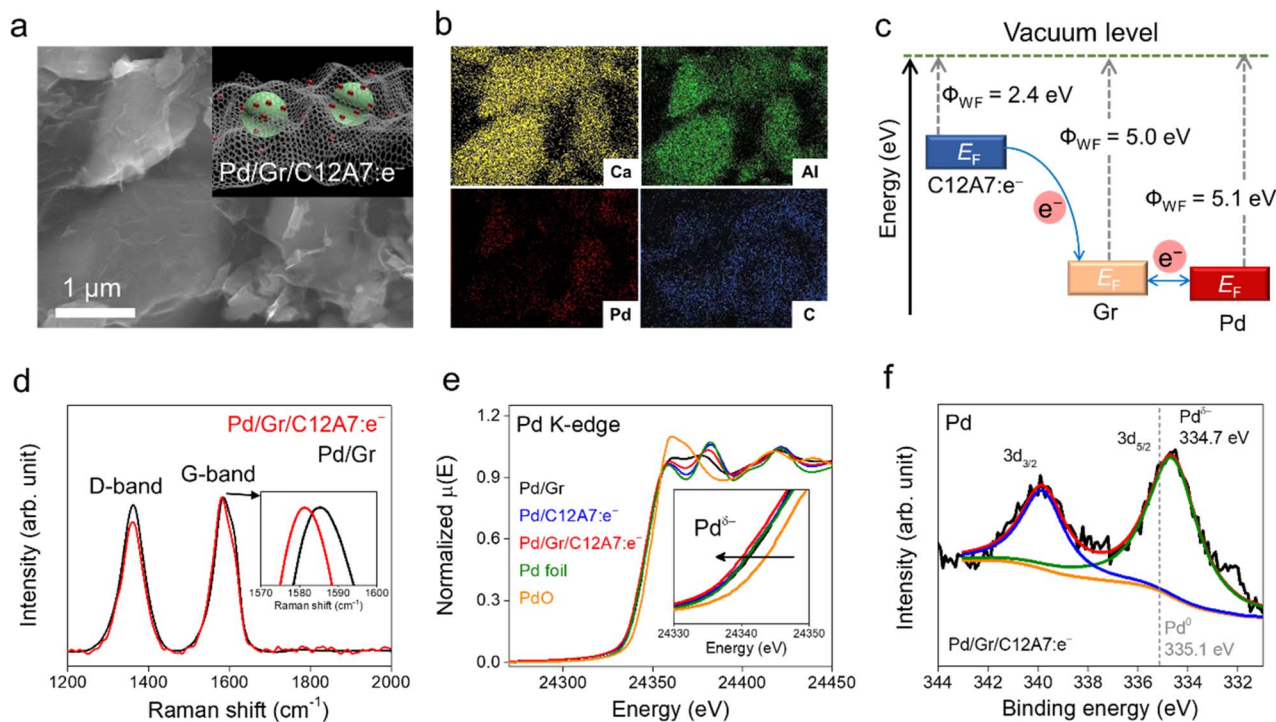 a
Pd/Gr/C12A7:e⁻
1 μm
b
Ca
Al
Pd
C
c
Vacuum level
Energy (eV)
Φ_WF = 2.4 eV
E_F
C12A7:e⁻
e⁻
Φ_WF = 5.0 eV
E_F
Gr
e⁻
Φ_WF = 5.1 eV
E_F
Pd
d
Intensity (arb. unit)
Pd/Gr/C12A7:e⁻
Pd/Gr
D-band
G-band
1570 1580 1590 1600
Raman shift (cm⁻¹)
1200 1400 1600 1800 2000
Raman shift (cm⁻¹)
e
Normalized μ(E)
1.2
0.9
0.6
0.3
0.0
Pd K-edge
Pd/Gr
Pd/C12A7:e⁻
Pd/Gr/C12A7:e⁻
Pd foil
PdO
Pd^δ−
24330 24340 24350
Energy (eV)
24300 24350 24400 24450
Energy (eV)
f
Intensity (arb. unit)
Pd
3d₃/₂
3d₅/₂
Pd^δ−
334.7 eV
Pd⁰
335.1 eV
Pd/Gr/C12A7:e⁻
344 341 339 336 334 331
Binding energy (eV)